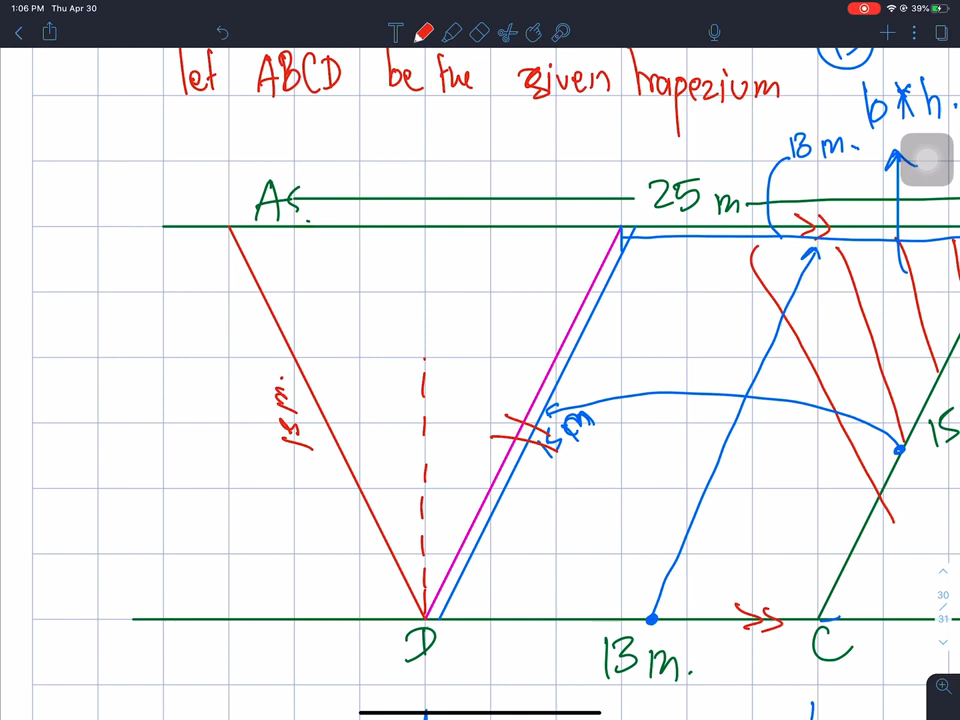 1:06 PM Thu Apr 30
39%
let ABCD be the given trapezium
b*h.
13 m.
A
25 m
15 m
15
30
/
31
D
13 m.
C